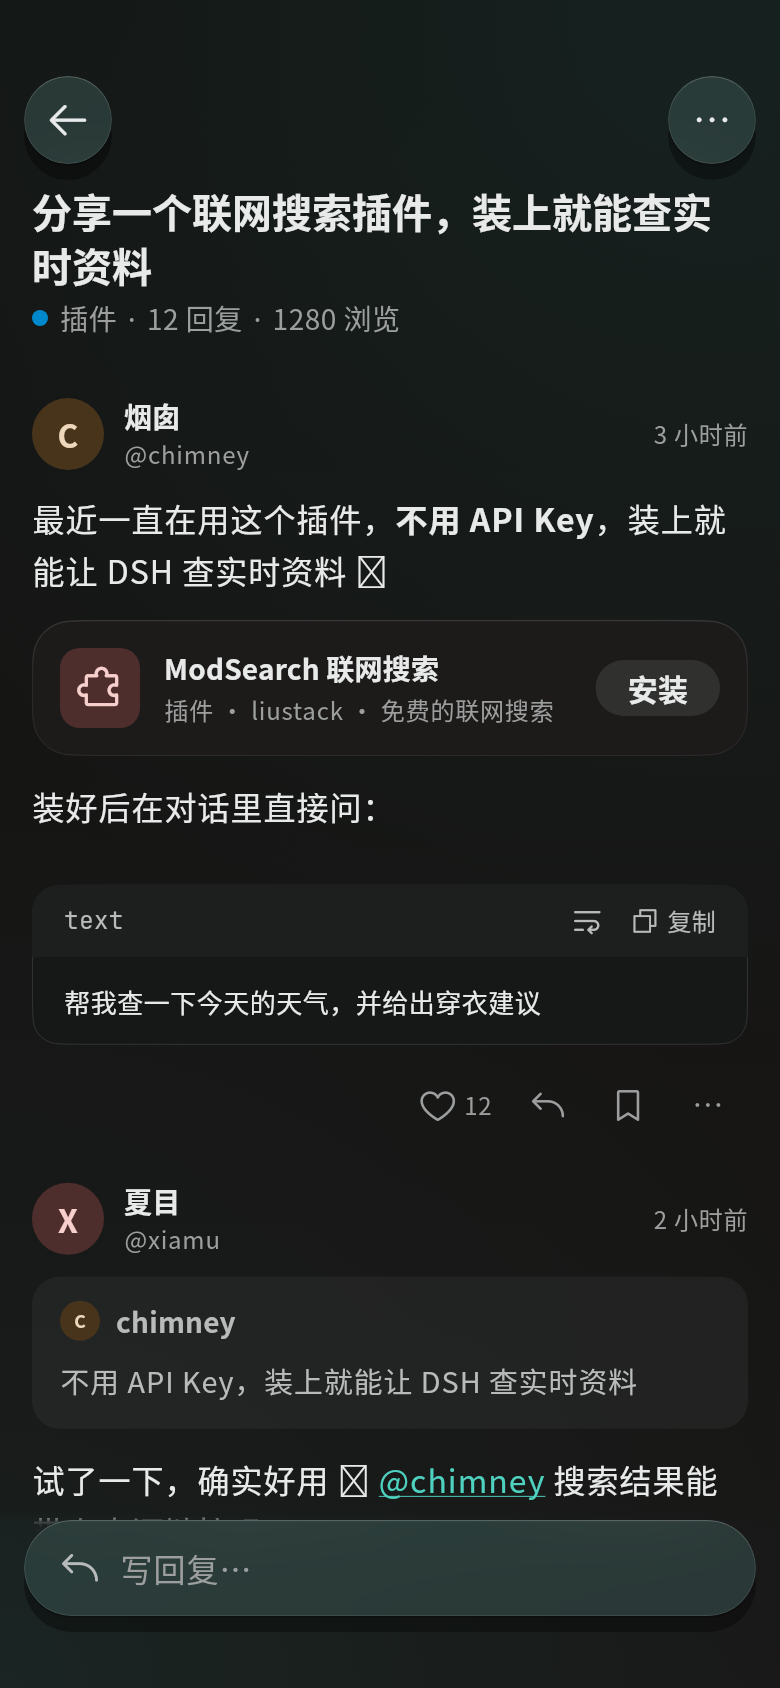 分享一个联网搜索插件，装上就能查实
时资料
插件 · 12 回复 · 1280 浏览
C
烟囱
@chimney
3 小时前
最近一直在用这个插件，不用 API Key，装上就
能让 DSH 查实时资料
ModSearch 联网搜索
插件 · liustack · 免费的联网搜索
安装
装好后在对话里直接问：
text
复制
帮我查一下今天的天气，并给出穿衣建议
12
X
夏目
@xiamu
2 小时前
C
chimney
不用 API Key，装上就能让 DSH 查实时资料
试了一下，确实好用 @chimney 搜索结果能
写回复…